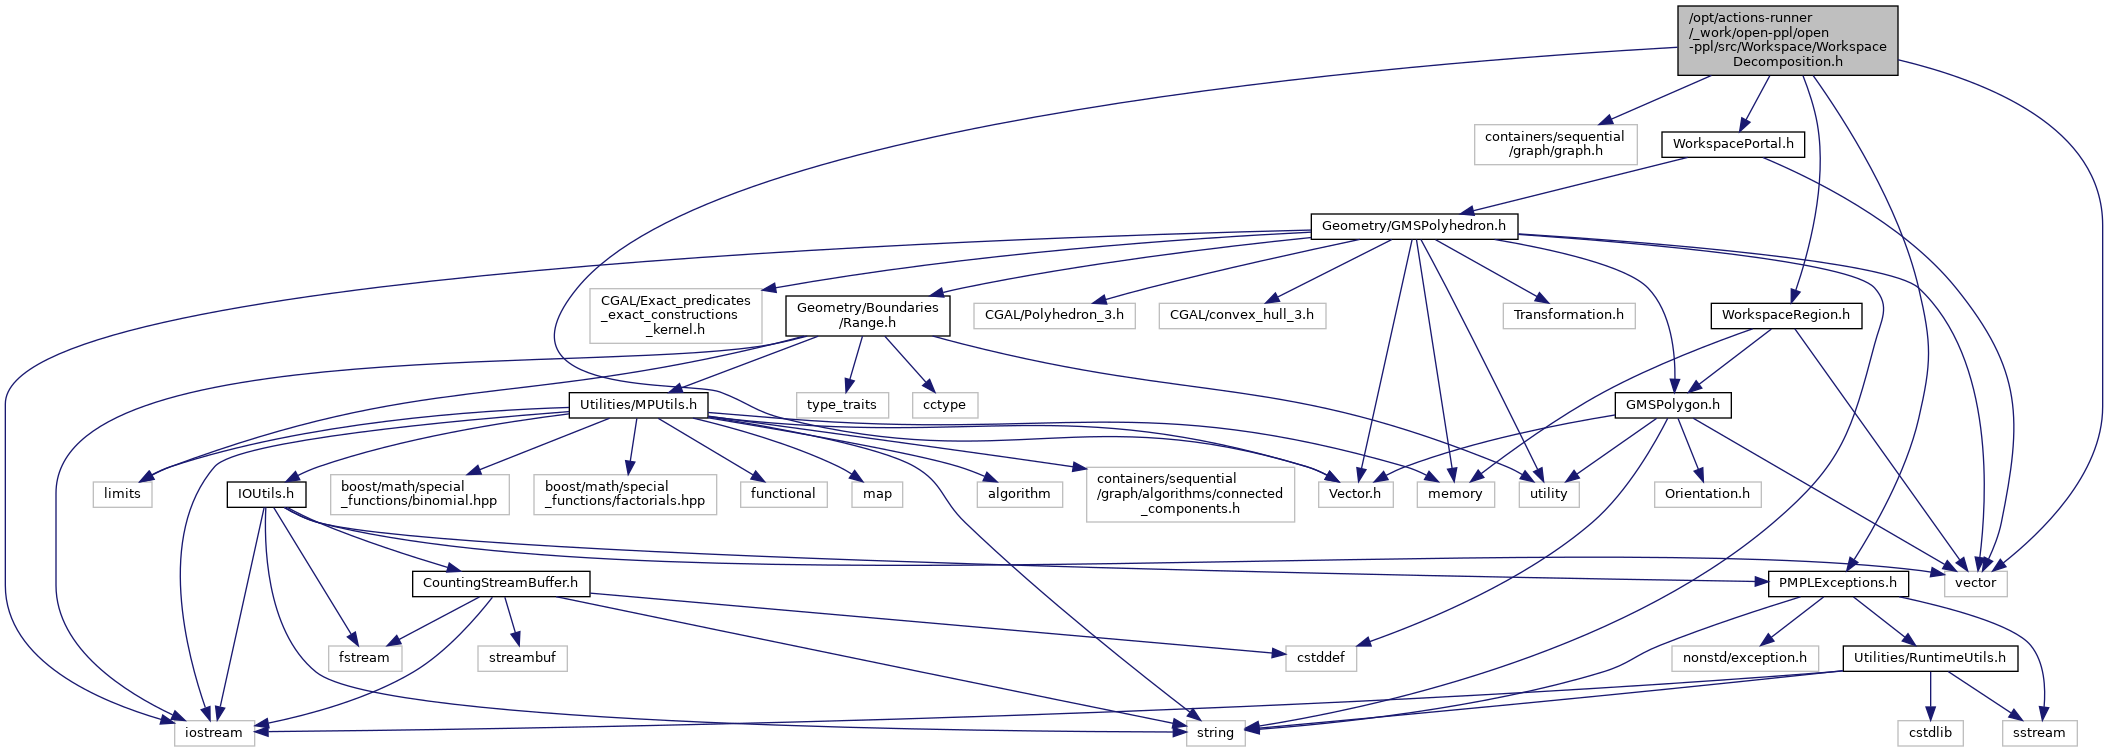 /opt/actions-runner
/_work/open-ppl/open
-ppl/src/Workspace/Workspace
Decomposition.h
containers/sequential
/graph/graph.h
WorkspacePortal.h
Geometry/GMSPolyhedron.h
CGAL/Exact_predicates
_exact_constructions
_kernel.h
Geometry/Boundaries
/Range.h
CGAL/Polyhedron_3.h
CGAL/convex_hull_3.h
Transformation.h
WorkspaceRegion.h
Utilities/MPUtils.h
type_traits
cctype
GMSPolygon.h
limits
IOUtils.h
boost/math/special
_functions/binomial.hpp
boost/math/special
_functions/factorials.hpp
functional
map
algorithm
containers/sequential
/graph/algorithms/connected
_components.h
Vector.h
memory
utility
Orientation.h
CountingStreamBuffer.h
PMPLExceptions.h
vector
fstream
streambuf
cstddef
nonstd/exception.h
Utilities/RuntimeUtils.h
iostream
string
cstdlib
sstream